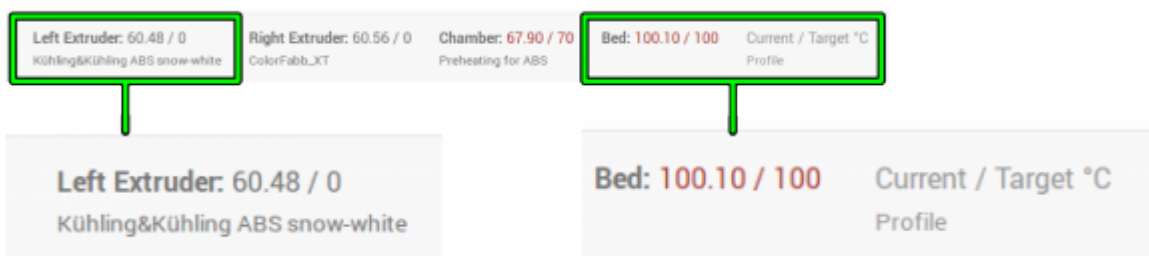 Left Extruder: 60.48 / 0 Right Extruder: 60.56 / 0 Chamber: 67.90 / 70 Bed: 100.10 / 100 Current / Target °C
Kühling&Kühling ABS snow-white ColorFabb_XT Preheating for ABS Profile
Left Extruder: 60.48 / 0
Kühling&Kühling ABS snow-white
Bed: 100.10 / 100 Current / Target °C
Profile